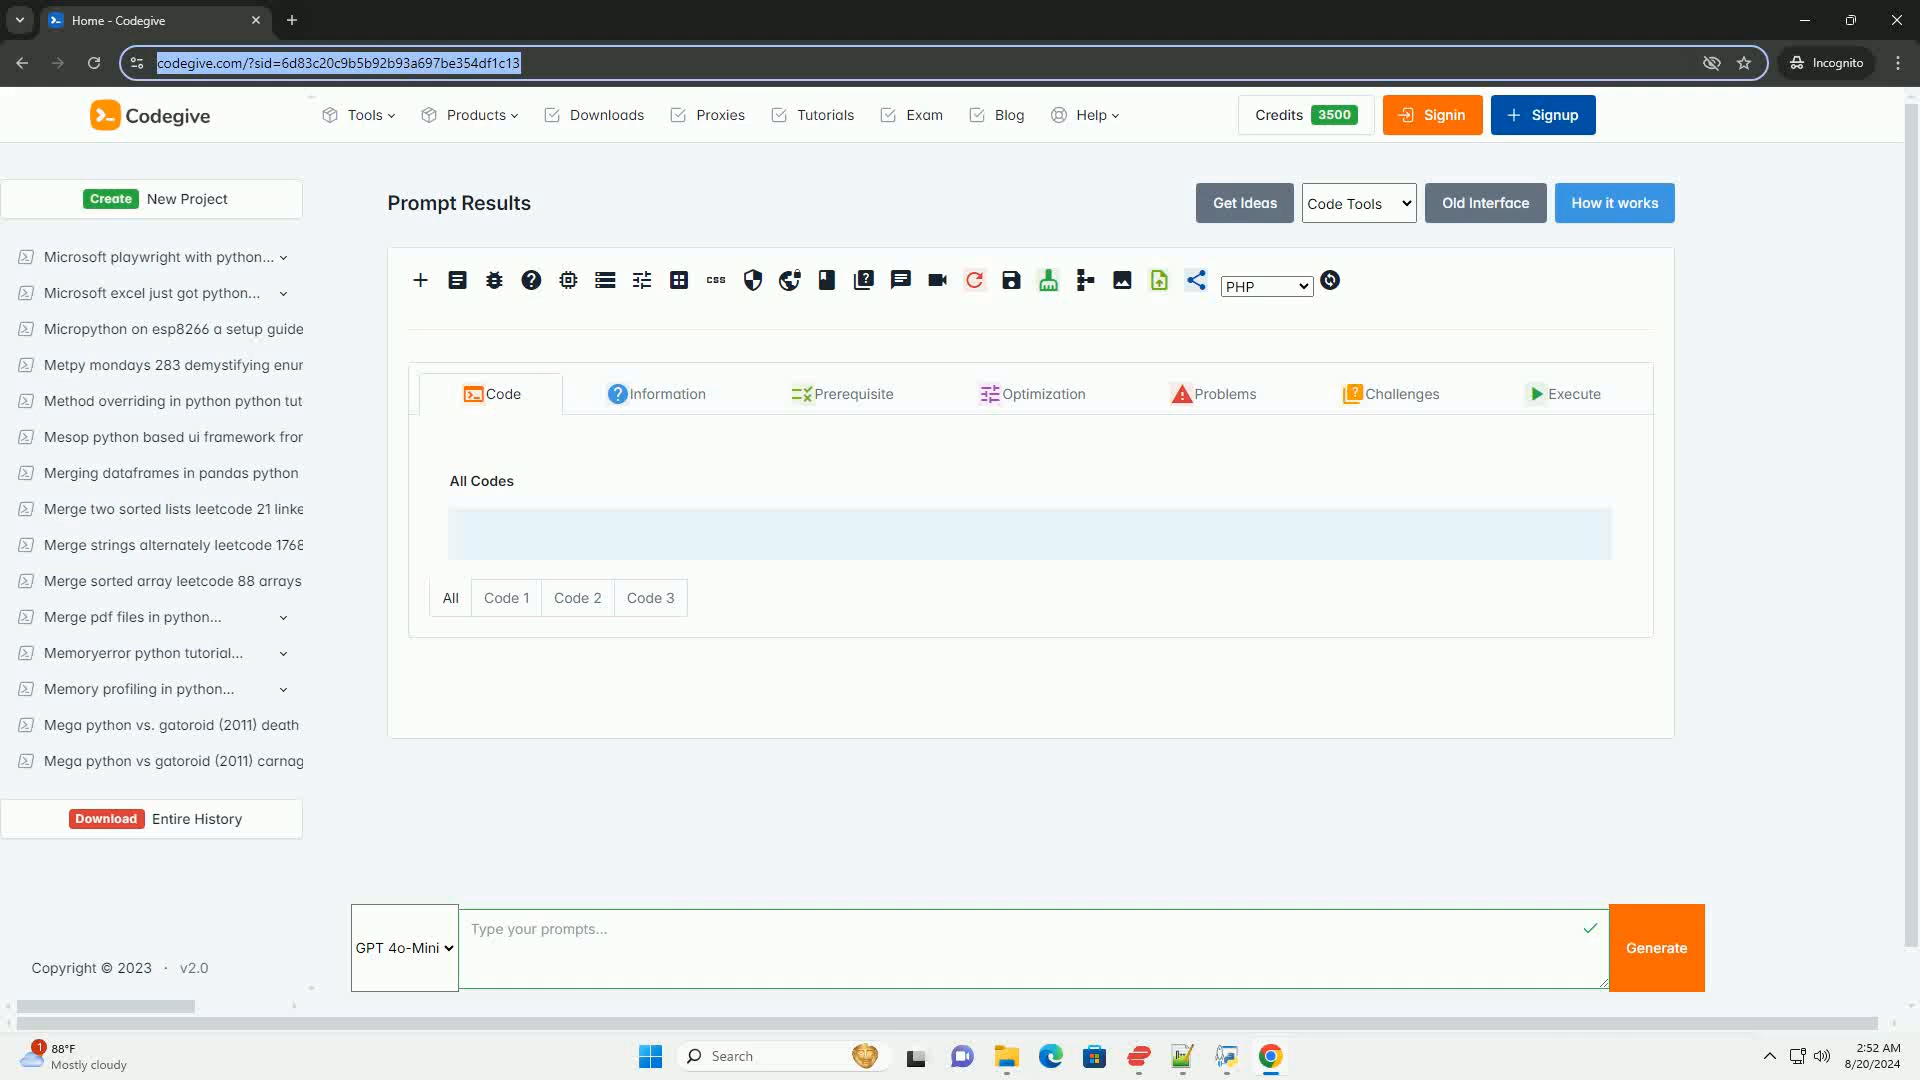 Home - Codegive
codegive.com/?sid=6d83c20c9b5b92b93a697be354df1c13
Incognito
Codegive
Tools
Products
Downloads
Proxies
Tutorials
Exam
Blog
Help
Credits 3500
Signin
Signup
Create New Project
Microsoft playwright with python...
Microsoft excel just got python...
Micropython on esp8266 a setup guide
Metpy mondays 283 demystifying enur
Method overriding in python python tut
Mesop python based ui framework fror
Merging dataframes in pandas python
Merge two sorted lists leetcode 21 linke
Merge strings alternately leetcode 1768
Merge sorted array leetcode 88 arrays
Merge pdf files in python...
Memoryerror python tutorial...
Memory profiling in python...
Mega python vs. gatoroid (2011) death
Mega python vs gatoroid (2011) carnag
Download Entire History
Copyright © 2023 · v2.0
Prompt Results
Get Ideas
Code Tools
Old Interface
How it works
css
PHP
Code
Information
Prerequisite
Optimization
Problems
Challenges
Execute
All Codes
All
Code 1
Code 2
Code 3
GPT 4o-Mini
Type your prompts...
Generate
1
88°F
Mostly cloudy
Search
2:52 AM
8/20/2024